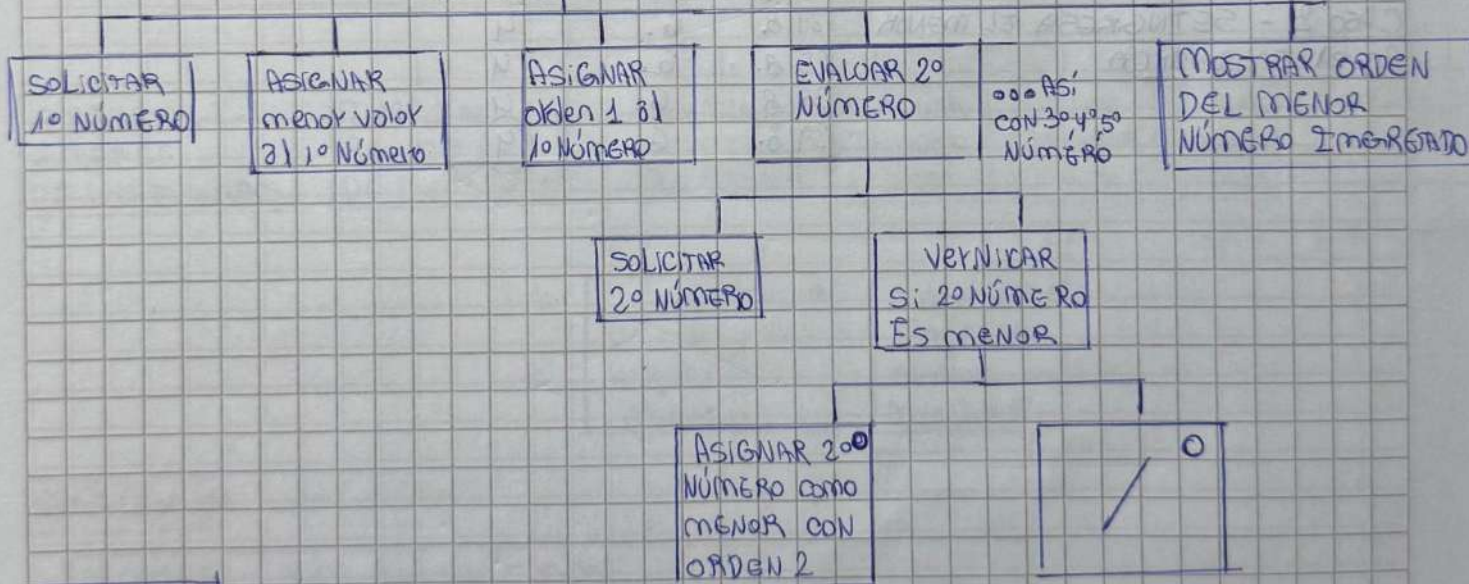 SOLICITAR
1º NÚMERO
ASIGNAR
menor valor
al 1º Número
ASIGNAR
orden 1 al
1º NÚMERO
EVALUAR 2º
NÚMERO
ooo ASÍ
CON 3º 4º 5º
NÚMERO
MOSTRAR ORDEN
DEL MENOR
NÚMERO INGRESADO
SOLICITAR
2º NÚMERO
VERIFICAR
Si 2º NÚMERO
ES MENOR
ASIGNAR 2º
NÚMERO como
MENOR CON
ORDEN 2
O
/